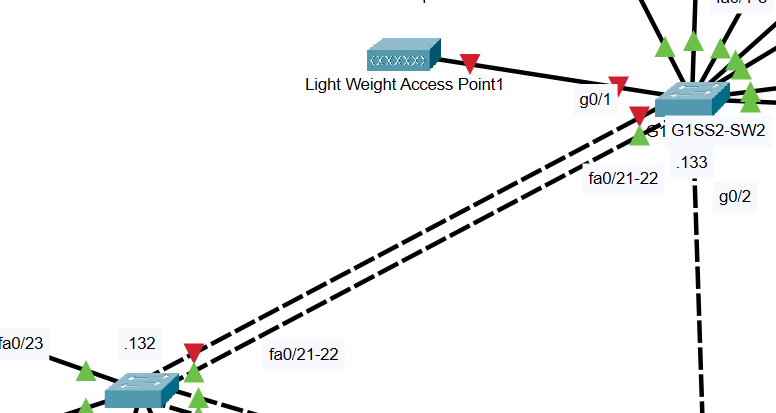 Light Weight Access Point1
g0/1
G1SS2-SW2
.133
fa0/21-22
g0/2
fa0/23
.132
fa0/21-22